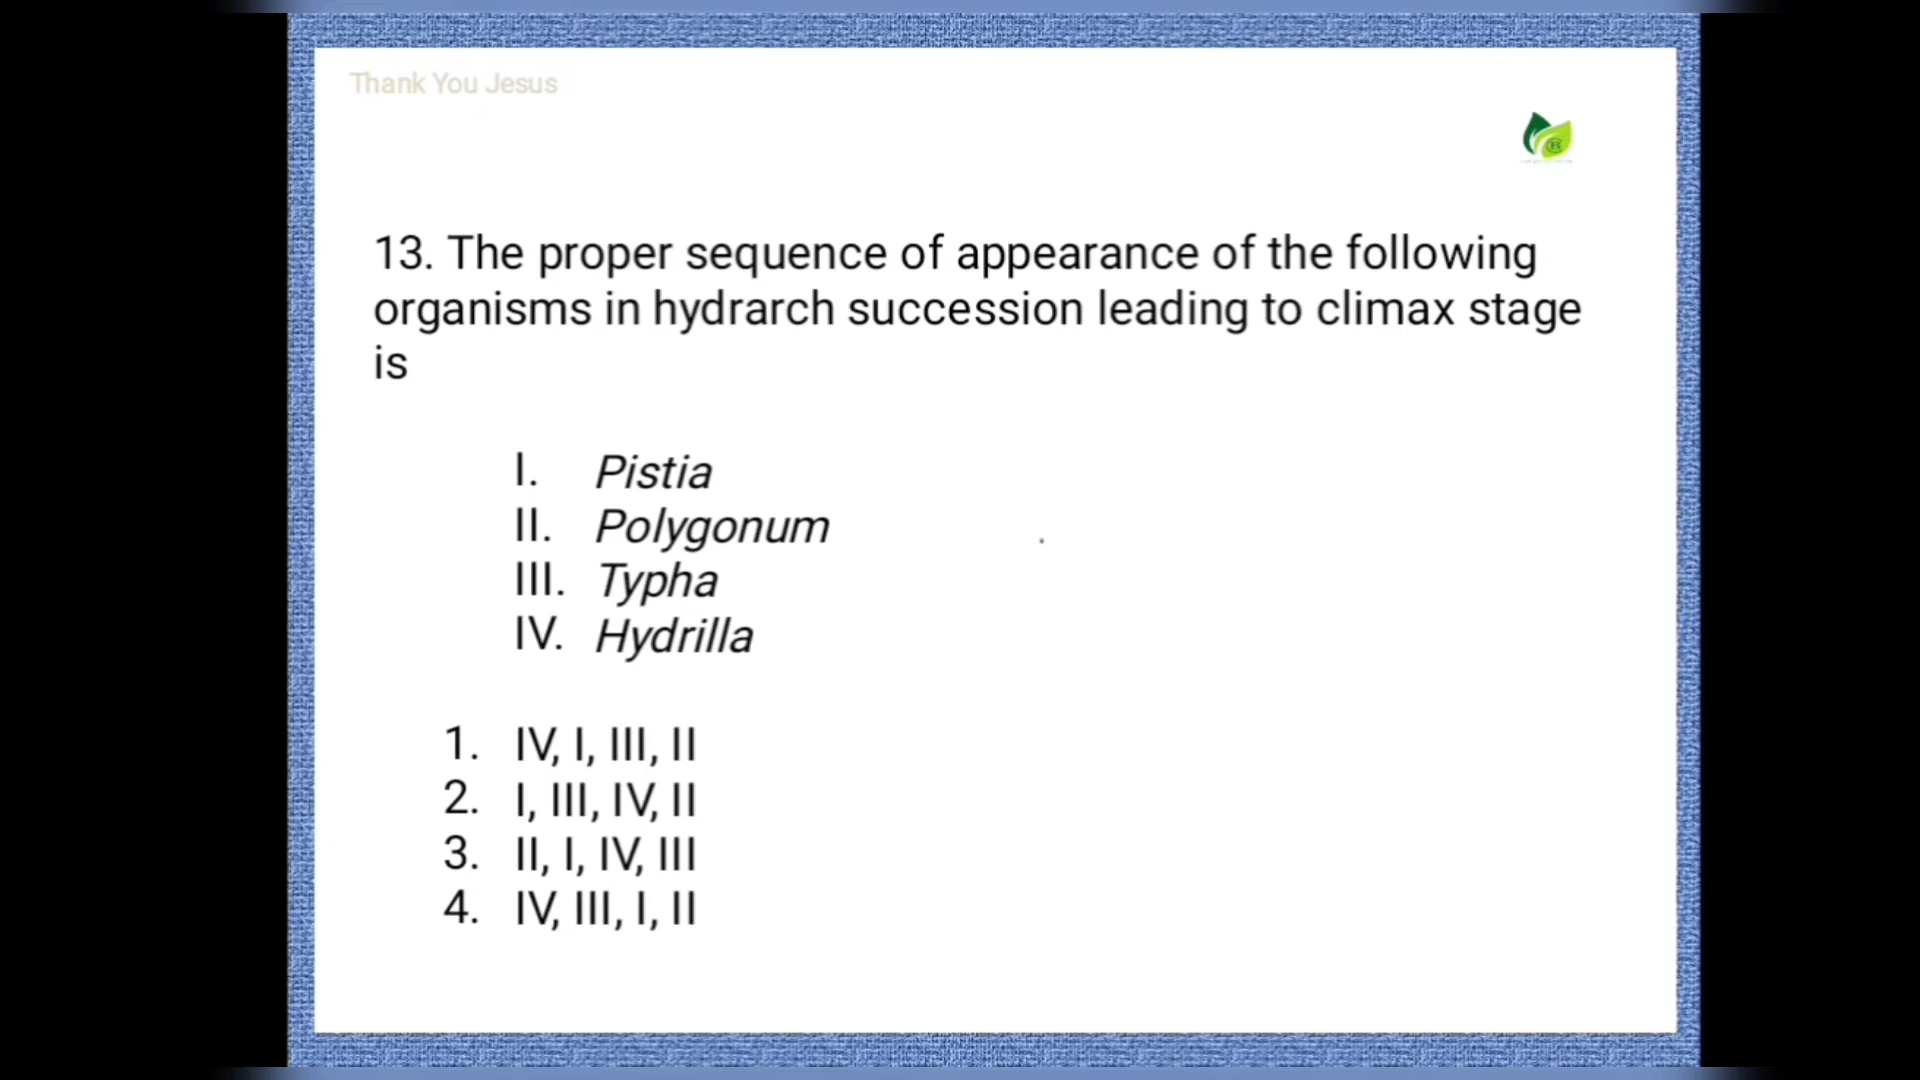 Thank You Jesus
13. The proper sequence of appearance of the following
organisms in hydrarch succession leading to climax stage
is
I. Pistia
II. Polygonum
III. Typha
IV. Hydrilla
1. IV, I, III, II
2. I, III, IV, II
3. II, I, IV, III
4. IV, III, I, II